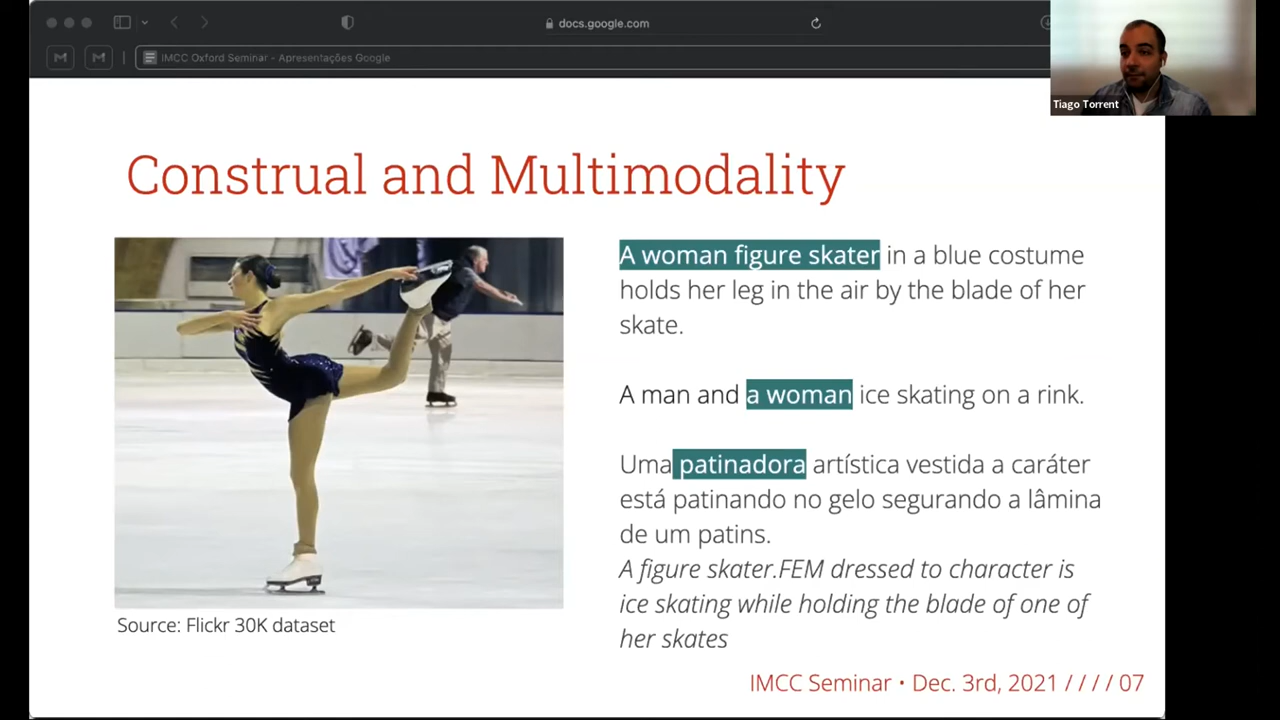 docs.google.com
IMCC Oxford Seminar - Apresentações Google
Tiago Torrent
Construal and Multimodality
A woman figure skater in a blue costume
holds her leg in the air by the blade of her
skate.
A man and a woman ice skating on a rink.
Uma patinadora artística vestida a caráter
está patinando no gelo segurando a lâmina
de um patins.
A figure skater.FEM dressed to character is
ice skating while holding the blade of one of
her skates
Source: Flickr 30K dataset
IMCC Seminar • Dec. 3rd, 2021 / / / / 07